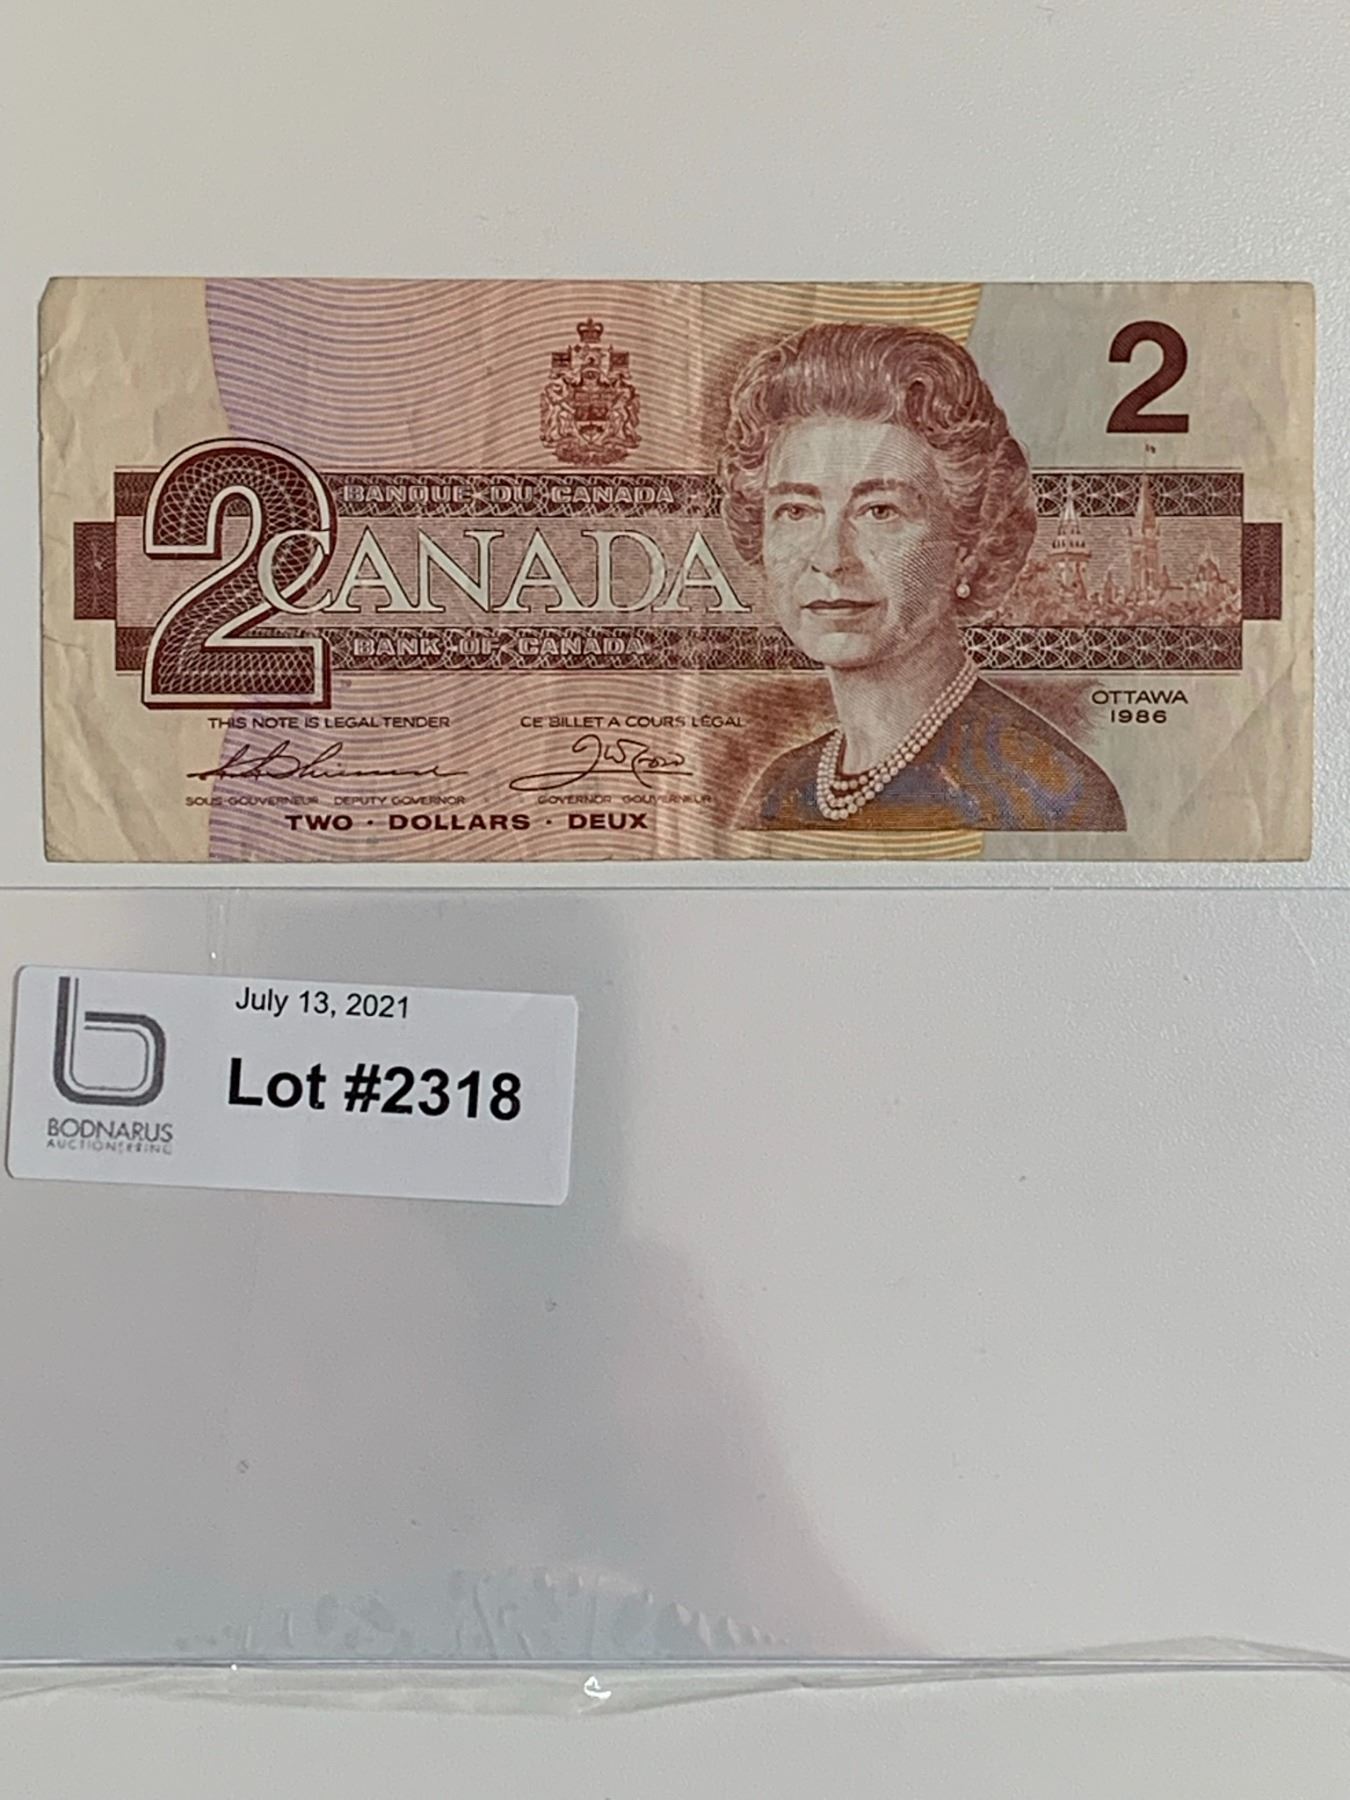 2
BANQUE DU CANADA
2 CANADA
BANK OF CANADA
OTTAWA
1986
THIS NOTE IS LEGAL TENDER CE BILLET A COURS LÉGAL
SOUS-GOUVERNEUR DEPUTY GOVERNOR GOVERNOR GOUVERNEUR
TWO · DOLLARS · DEUX
July 13, 2021
Lot #2318
BODNARUS
AUCTIONEERING